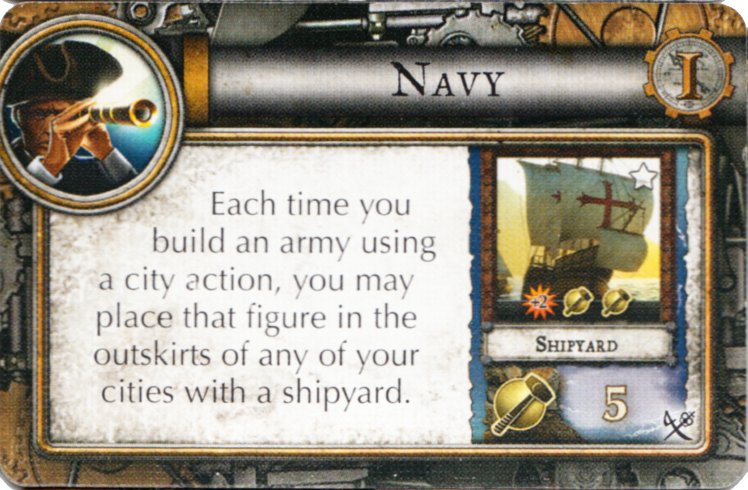 Navy
I
Each time you
build an army using
a city action, you may
place that figure in the
outskirts of any of your
cities with a shipyard.
+2
Shipyard
5